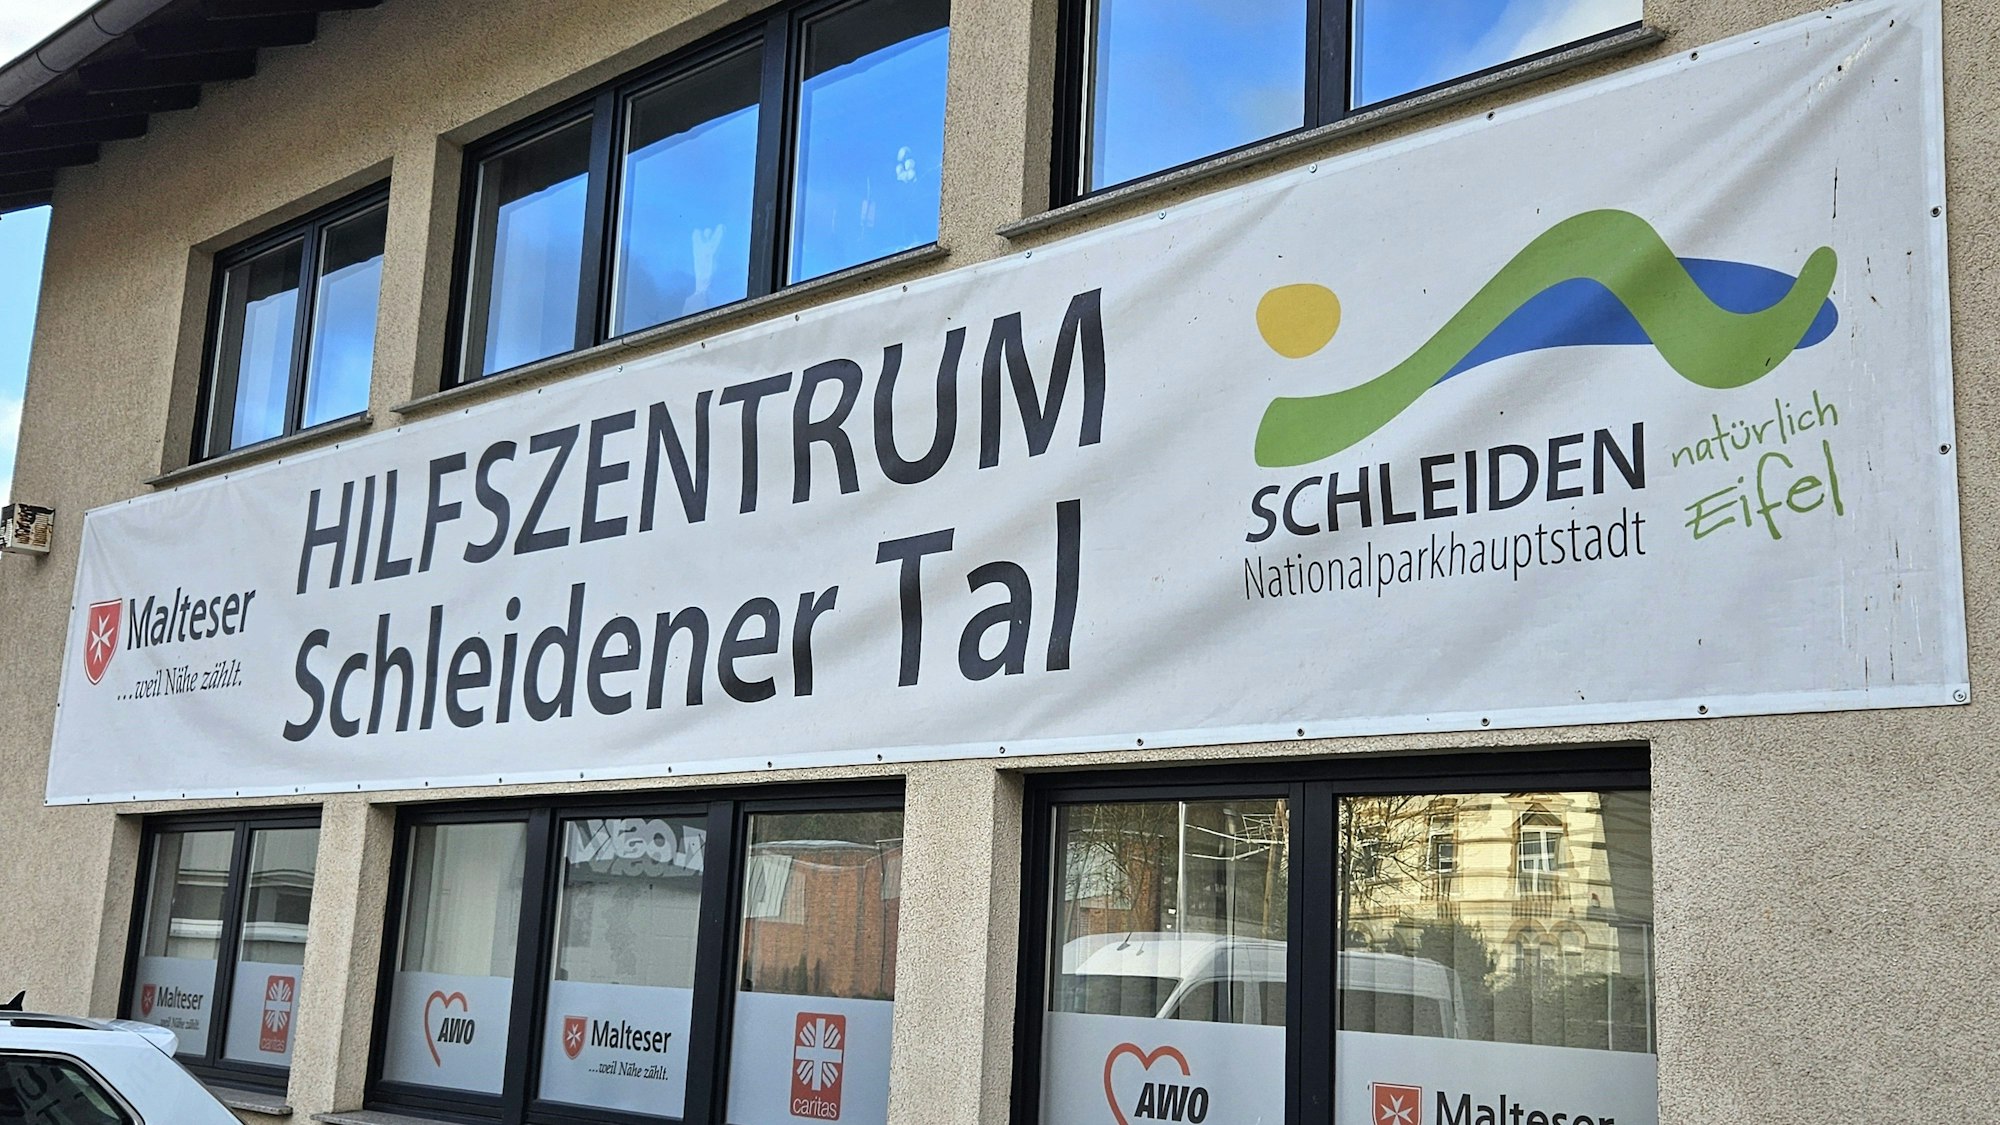 HILFSZENTRUM
Schleidener Tal
Malteser
...weil Nähe zählt.
SCHLEIDEN
Nationalparkhauptstadt
natürlich
Eifel
Malteser
...weil Nähe zählt.
caritas
AWO
Malteser
...weil Nähe zählt.
caritas
AWO
Malteser